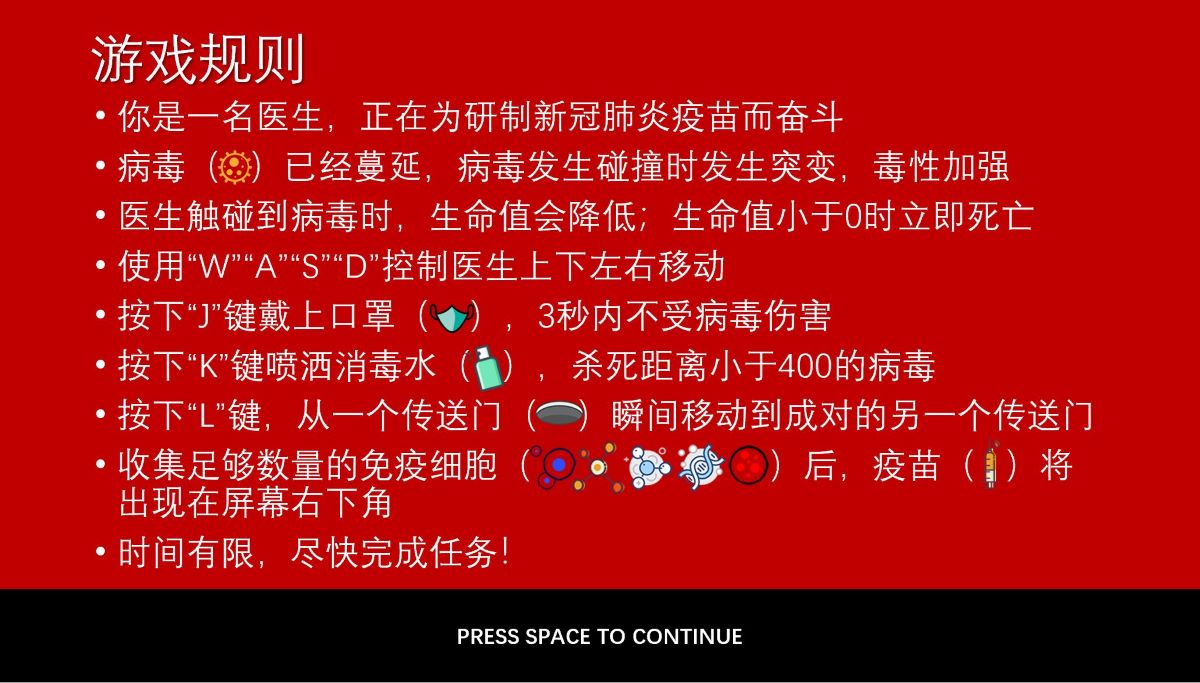 游戏规则
• 你是一名医生，正在为研制新冠肺炎疫苗而奋斗
• 病毒（）已经蔓延，病毒发生碰撞时发生突变，毒性加强
• 医生触碰到病毒时，生命值会降低；生命值小于0时立即死亡
• 使用“W”“A”“S”“D”控制医生上下左右移动
• 按下“J”键戴上口罩（），3秒内不受病毒伤害
• 按下“K”键喷洒消毒水（），杀死距离小于400的病毒
• 按下“L”键，从一个传送门（）瞬间移动到成对的另一个传送门
• 收集足够数量的免疫细胞（）后，疫苗（）将
出现在屏幕右下角
• 时间有限，尽快完成任务！
PRESS SPACE TO CONTINUE